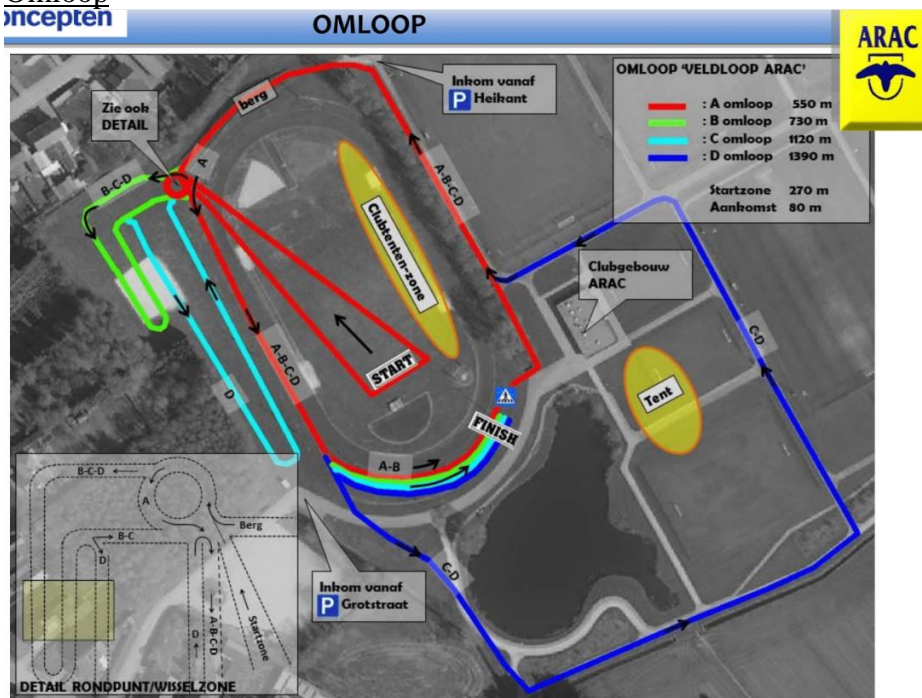 Omloop
oncepten
OMLOOP
ARAC
Inkom vanaf
P Heikant
OMLOOP 'VELDLOOP ARAC'
: A omloop 550 m
: B omloop 730 m
: C omloop 1120 m
: D omloop 1390 m
Startzone 270 m
Aankomst 80 m
Zie ook
DETAIL
berg
A
B-C-D
A-B-C-D
Clubtenten-zone
Clubgebouw
ARAC
START
A-B-C-D
D
C-D
Tent
FINISH
A-B
C-D
Inkom vanaf
P Grotstraat
B-C-D
A
B-C
D
Berg
D
A-B-C-D
Startzone
DETAIL RONDPUNT/WISSELZONE